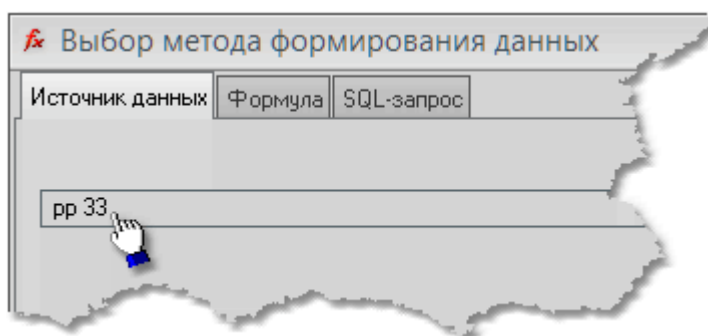 Выбор метода формирования данных
Источник данных Формула SQL-запрос
pp 33